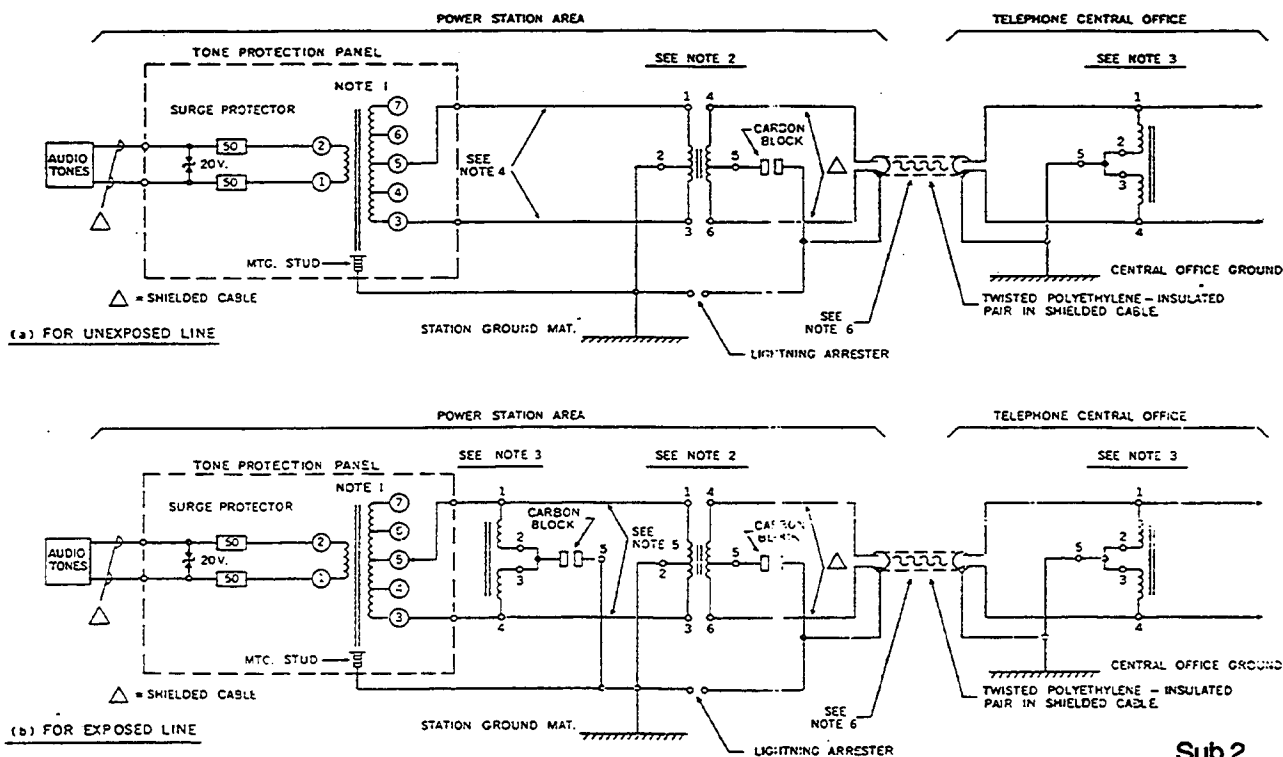 POWER STATION AREA
TELEPHONE CENTRAL OFFICE
TONE PROTECTION PANEL
SEE NOTE 2
SEE NOTE 3
NOTE 1
SURGE PROTECTOR
AUDIO TONES
50
20 V.
50
2
1
7
6
5
4
3
SEE NOTE 4
1
4
2
CARBON BLOCK
5
3
6
1
2
5
3
4
MTG. STUD
= SHIELDED CABLE
CENTRAL OFFICE GROUND
TWISTED POLYETHYLENE-INSULATED
PAIR IN SHIELDED CABLE
SEE NOTE 6
STATION GROUND MAT.
LIGHTNING ARRESTER
(a) FOR UNEXPOSED LINE
POWER STATION AREA
TELEPHONE CENTRAL OFFICE
TONE PROTECTION PANEL
SEE NOTE 3
SEE NOTE 2
SEE NOTE 3
NOTE 1
SURGE PROTECTOR
AUDIO TONES
50
20 V.
50
2
1
7
6
5
4
3
1
CARBON BLOCK
2
3
5
4
SEE NOTE 5
1
4
2
5
3
6
1
2
5
3
4
MTG. STUD
= SHIELDED CABLE
CENTRAL OFFICE GROUND
TWISTED POLYETHYLENE - INSULATED
PAIR IN SHIELDED CABLE
SEE NOTE 6
STATION GROUND MAT.
LIGHTNING ARRESTER
(b) FOR EXPOSED LINE
Sub 2